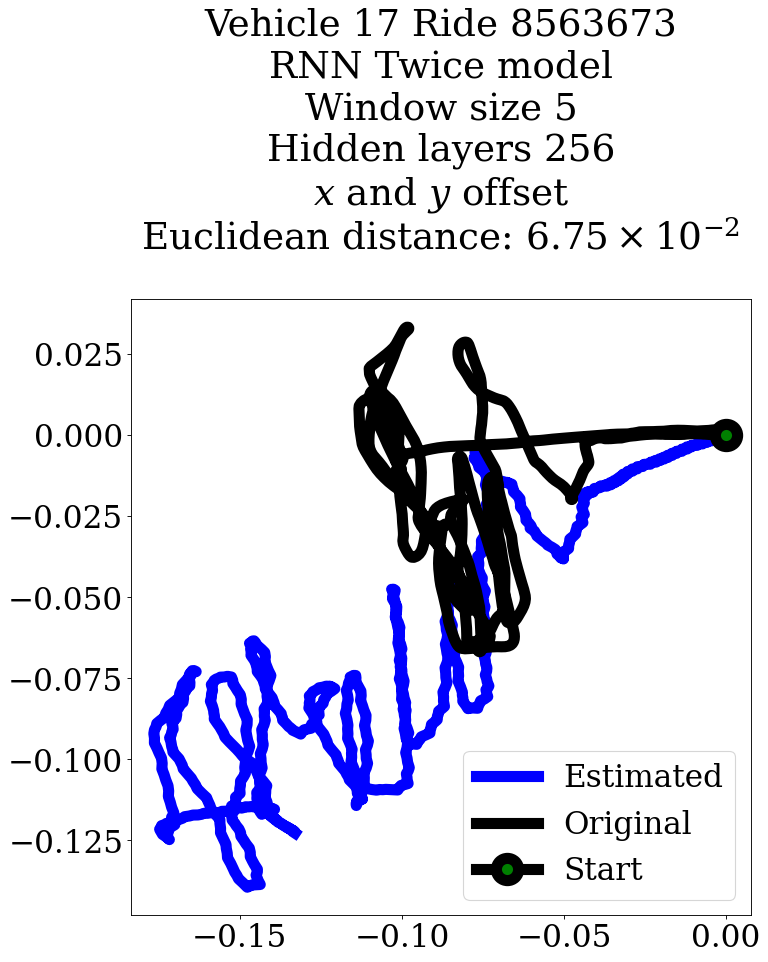 Vehicle 17 Ride 8563673
RNN Twice model
Window size 5
Hidden layers 256
x and y offset
Euclidean distance: 6.75 × 10⁻²
0.025
0.000
−0.025
−0.050
−0.075
−0.100
−0.125
Estimated
Original
Start
−0.15 −0.10 −0.05 0.00